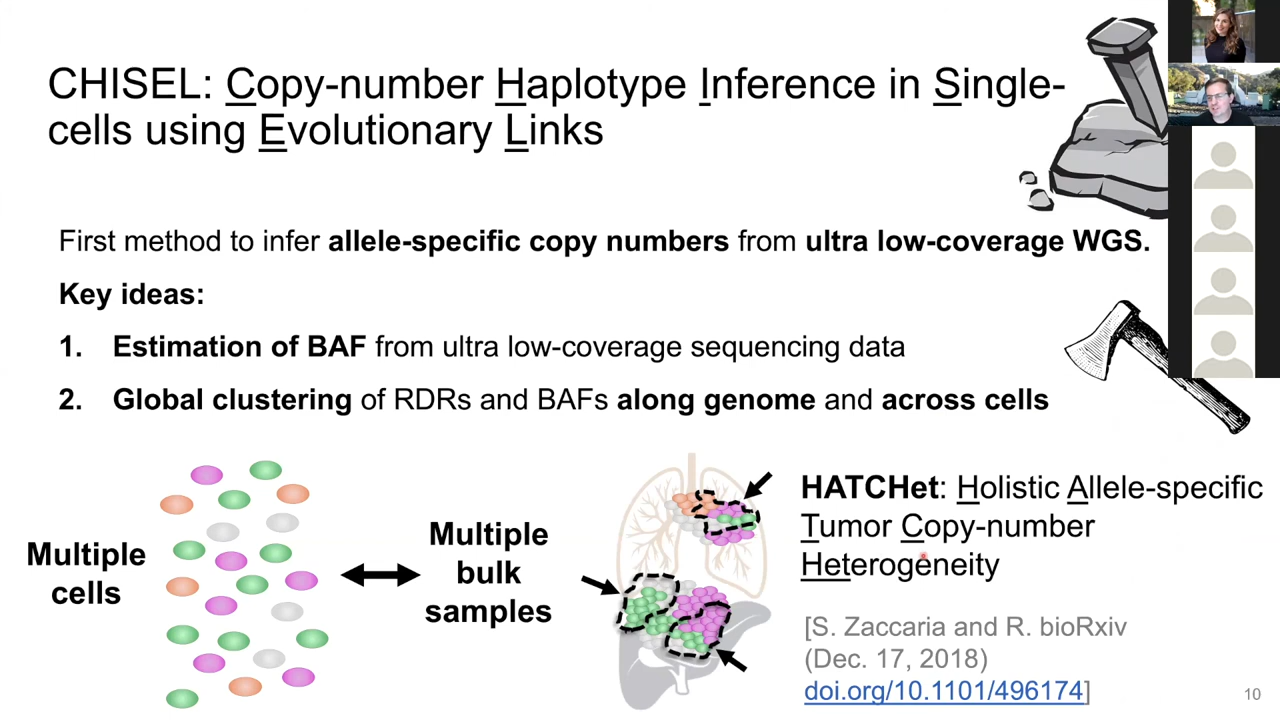 CHISEL: Copy-number Haplotype Inference in Single-
cells using Evolutionary Links
First method to infer allele-specific copy numbers from ultra low-coverage WGS.
Key ideas:
1. Estimation of BAF from ultra low-coverage sequencing data
2. Global clustering of RDRs and BAFs along genome and across cells
Multiple
cells
Multiple
bulk
samples
HATCHet: Holistic Allele-specific
Tumor Copy-number
Heterogeneity
[S. Zaccaria and R. bioRxiv
(Dec. 17, 2018)
doi.org/10.1101/496174]
10